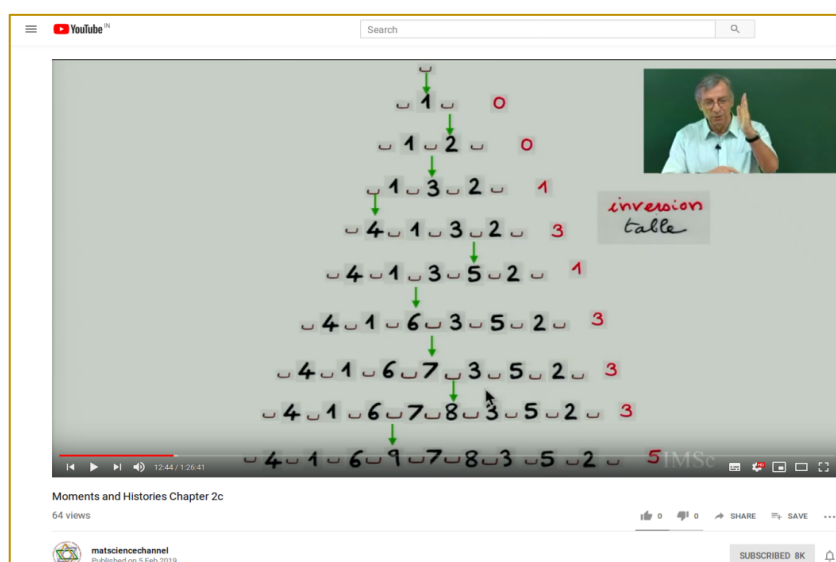 YouTube IN
Search
1 0
1 2 0
1 3 2 1
inversion
table
4 1 3 2 3
4 1 3 5 2 1
4 1 6 3 5 2 3
4 1 6 7 3 5 2 3
4 1 6 7 8 3 5 2 3
4 1 6 9 7 8 3 5 2 5
IMSc
12:44 / 1:26:41
Moments and Histories Chapter 2c
64 views
0 0 SHARE SAVE
matsciencechannel
Published on 5 Feb 2019
SUBSCRIBED 8K